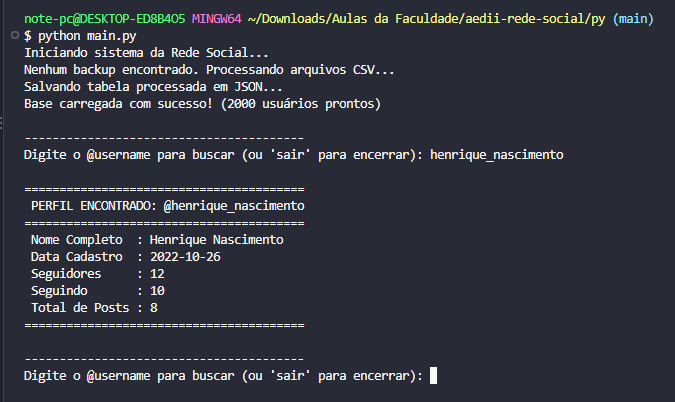 note-pc@DESKTOP-ED8B4O5 MINGW64 ~/Downloads/Aulas da Faculdade/aedii-rede-social/py (main)
$ python main.py
Iniciando sistema da Rede Social...
Nenhum backup encontrado. Processando arquivos CSV...
Salvando tabela processada em JSON...
Base carregada com sucesso! (2000 usuários prontos)
----------------------------------------
Digite o @username para buscar (ou 'sair' para encerrar): henrique_nascimento
========================================
PERFIL ENCONTRADO: @henrique_nascimento
========================================
Nome Completo  : Henrique Nascimento
Data Cadastro  : 2022-10-26
Seguidores     : 12
Seguindo       : 10
Total de Posts : 8
========================================
----------------------------------------
Digite o @username para buscar (ou 'sair' para encerrar):